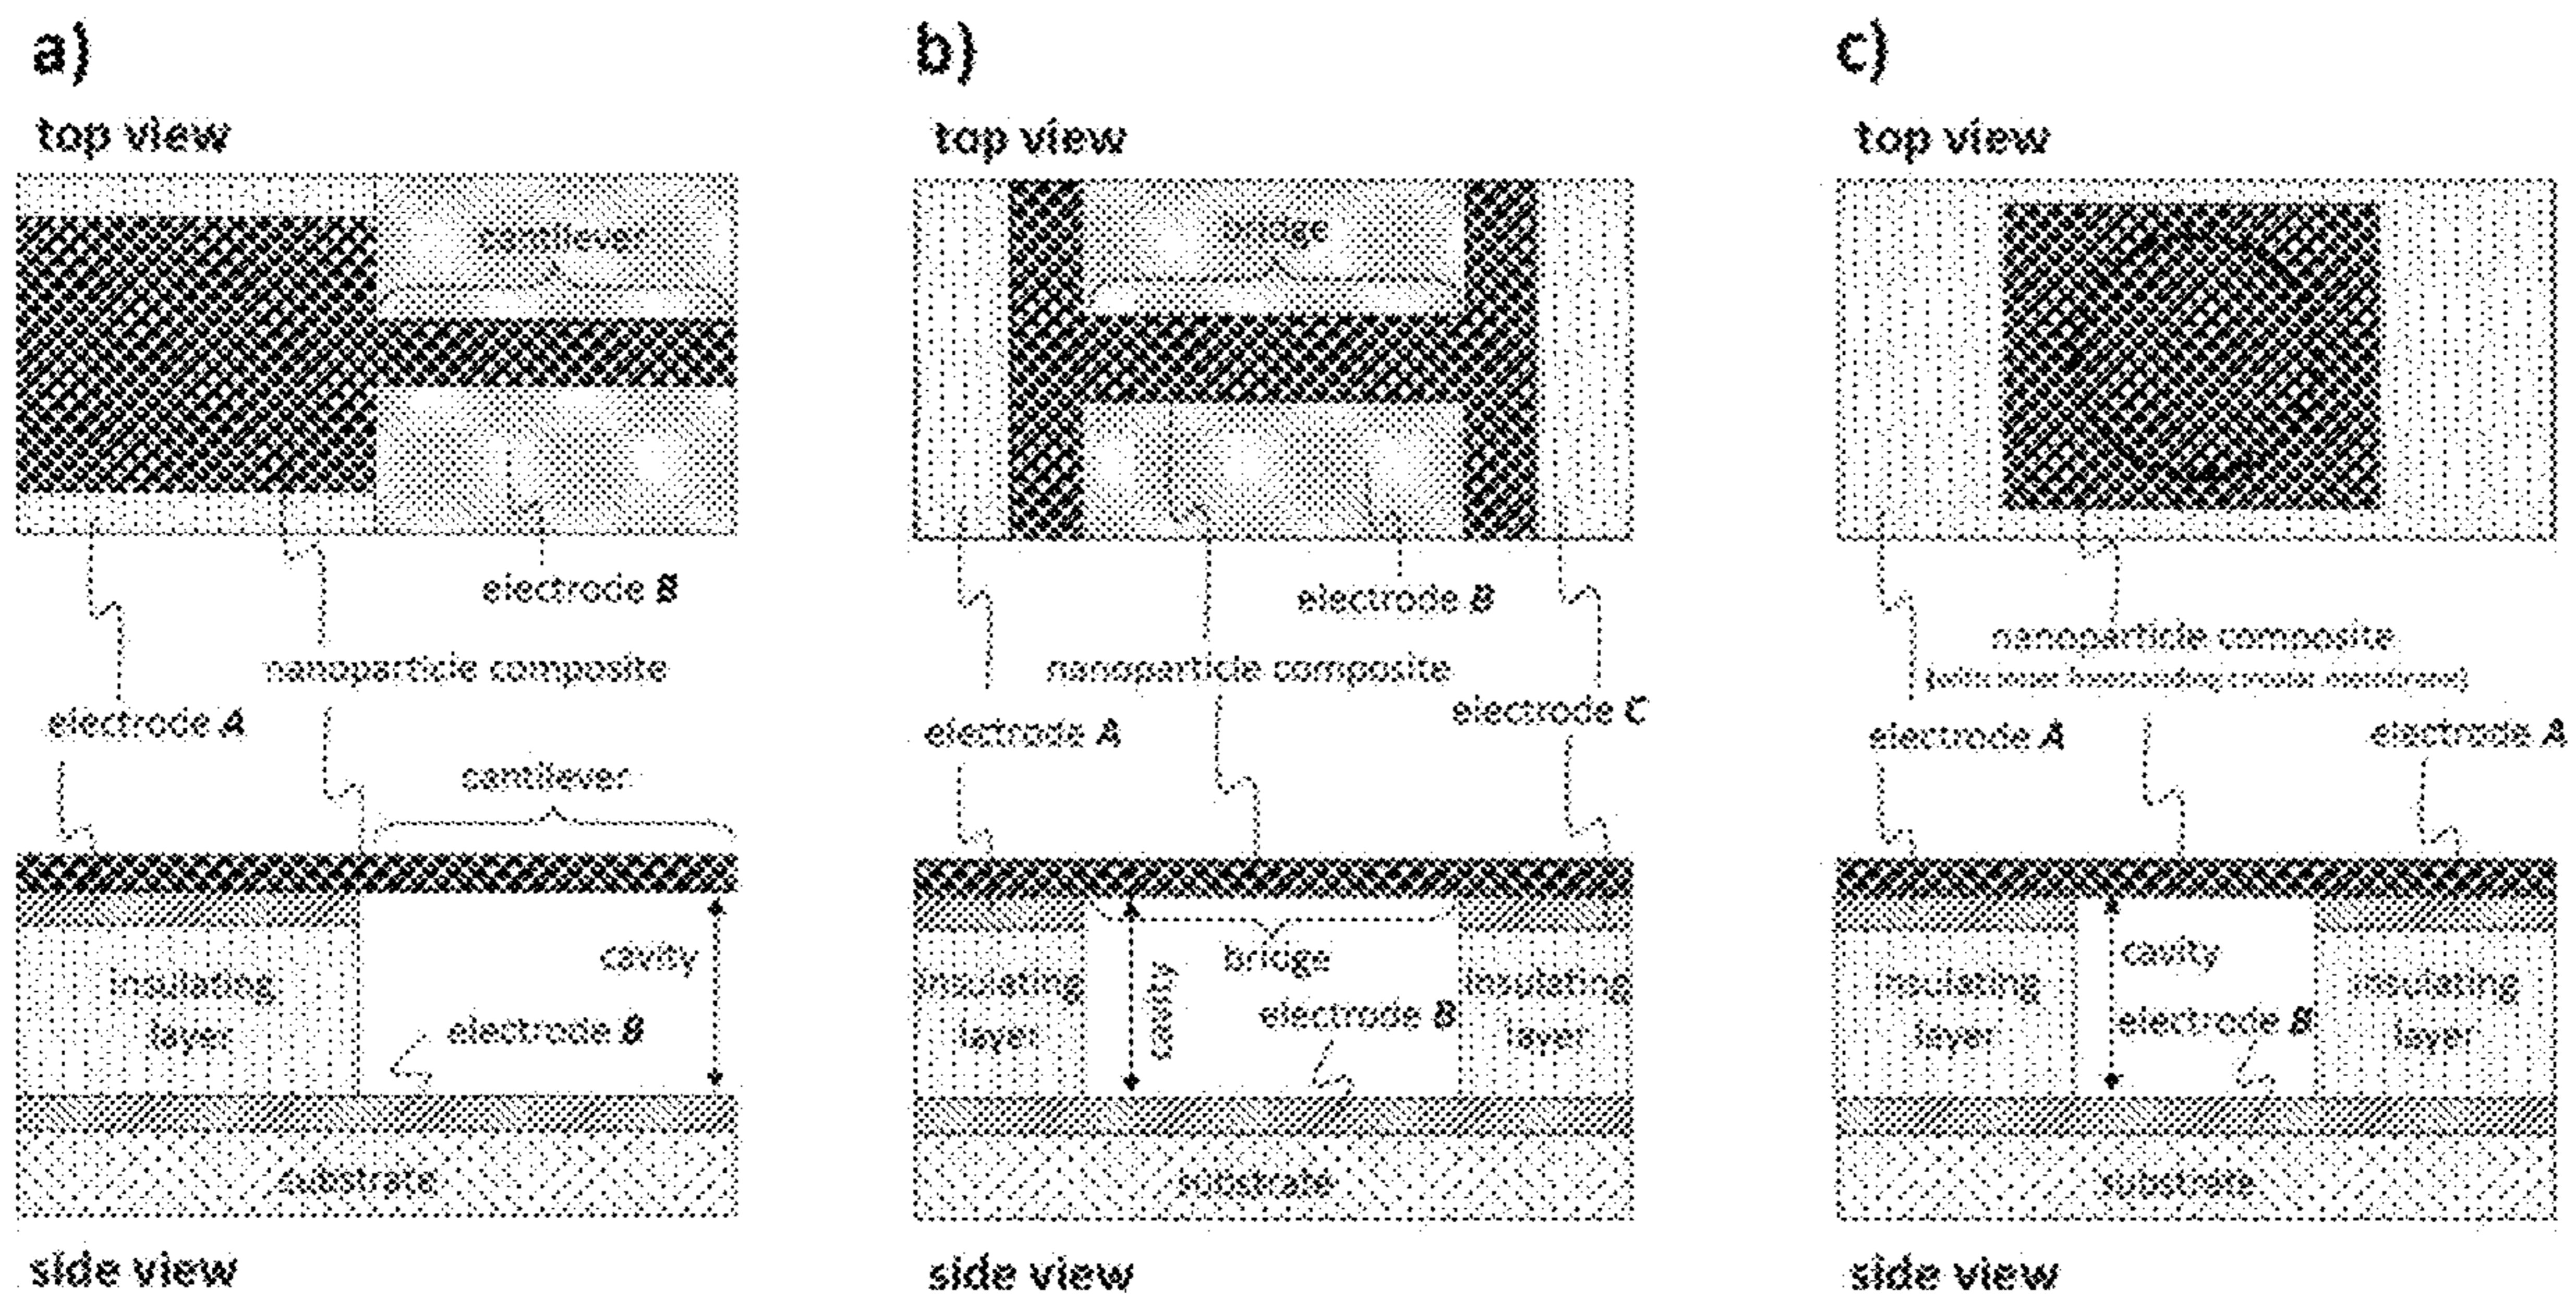 a)
top view
cantilever
electrode B
nanoparticle composite
electrode A
cantilever
cavity
insulating
layer
electrode B
substrate
side view
b)
top view
bridge
electrode B
nanoparticle composite
electrode C
electrode A
bridge
cavity
insulating
layer
electrode B
insulating
layer
substrate
side view
c)
top view
nanoparticle composite
electrode A
electrode A
cavity
insulating
layer
electrode B
insulating
layer
substrate
side view